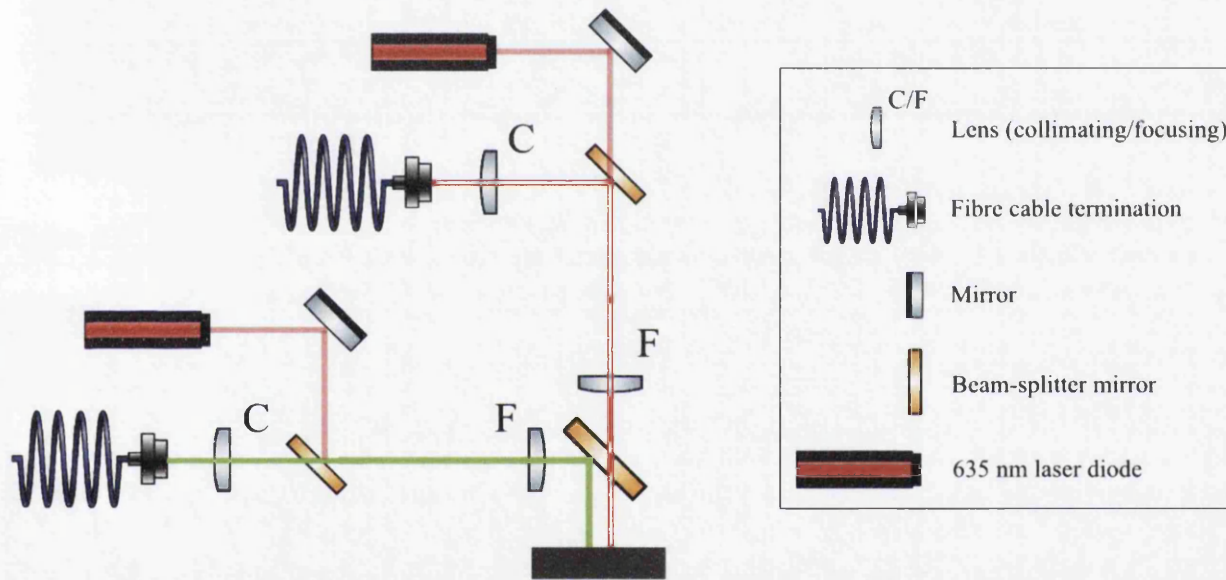 C
F
C
F
C/F
Lens (collimating/focusing)
Fibre cable termination
Mirror
Beam-splitter mirror
635 nm laser diode